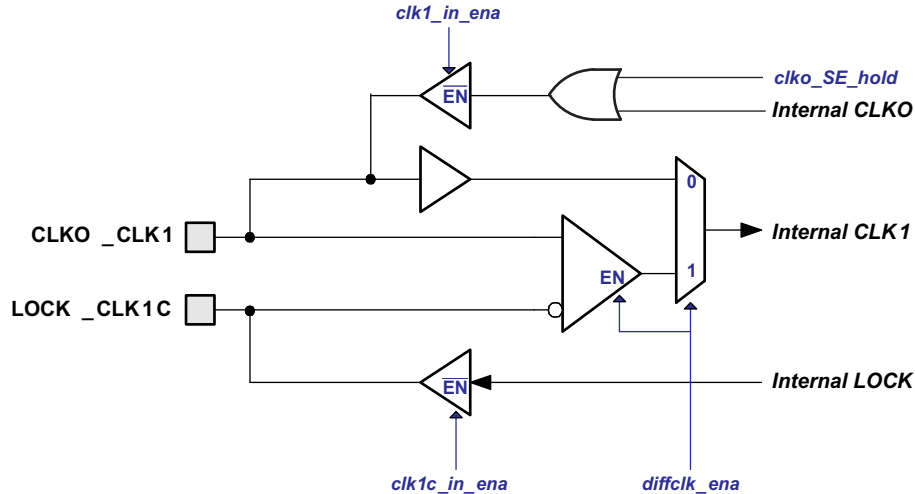 clk1_in_ena
EN
clko_SE_hold
Internal CLKO
0
CLKO _CLK1
Internal CLK1
EN
1
LOCK _CLK1C
EN
Internal LOCK
clk1c_in_ena
diffclk_ena